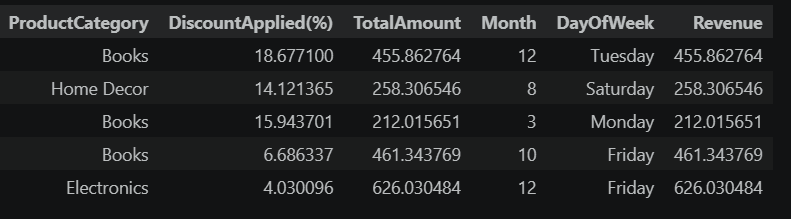 ProductCategory DiscountApplied(%) TotalAmount Month DayOfWeek Revenue
Books 18.677100 455.862764 12 Tuesday 455.862764
Home Decor 14.121365 258.306546 8 Saturday 258.306546
Books 15.943701 212.015651 3 Monday 212.015651
Books 6.686337 461.343769 10 Friday 461.343769
Electronics 4.030096 626.030484 12 Friday 626.030484